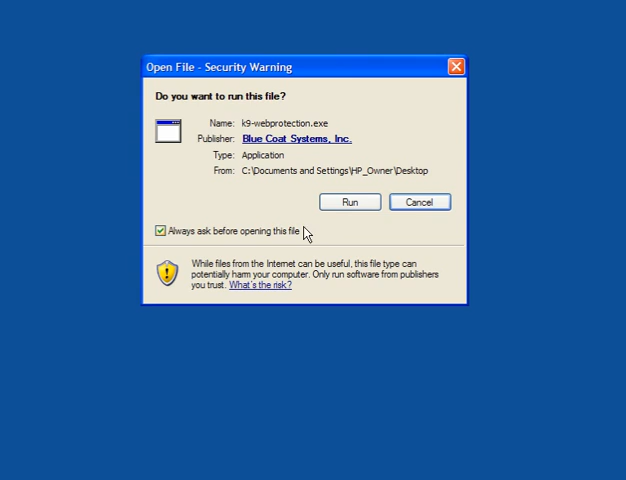 Open File - Security Warning
Do you want to run this file?
Name: k9-webprotection.exe
Publisher: Blue Coat Systems, Inc.
Type: Application
From: C:\Documents and Settings\HP_Owner\Desktop
Run Cancel
Always ask before opening this file
While files from the Internet can be useful, this file type can
potentially harm your computer. Only run software from publishers
you trust. What's the risk?